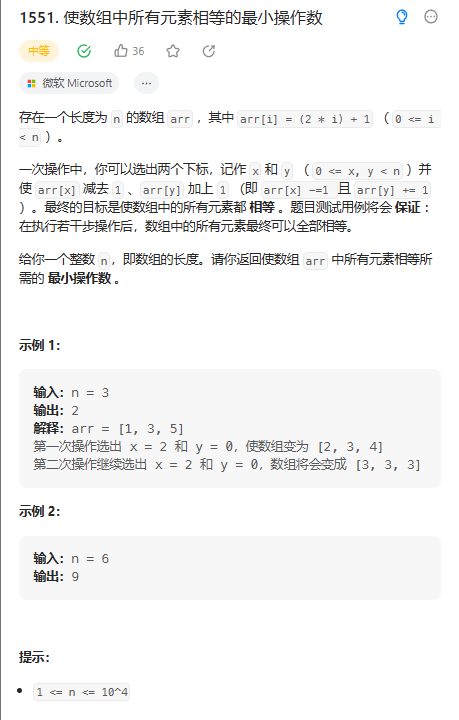 1551. 使数组中所有元素相等的最小操作数
中等 36
微软 Microsoft ...
存在一个长度为 n 的数组 arr ，其中 arr[i] = (2 * i) + 1 （ 0 <= i
< n ）。
一次操作中，你可以选出两个下标，记作 x 和 y （ 0 <= x, y < n ）并
使 arr[x] 减去 1 、arr[y] 加上 1 （即 arr[x] -=1 且 arr[y] += 1
）。最终的目标是使数组中的所有元素都 相等 。题目测试用例将会 保证 ：
在执行若干步操作后，数组中的所有元素最终可以全部相等。
给你一个整数 n，即数组的长度。请你返回使数组 arr 中所有元素相等所
需的 最小操作数 。
示例 1：
输入：n = 3
输出：2
解释：arr = [1, 3, 5]
第一次操作选出 x = 2 和 y = 0，使数组变为 [2, 3, 4]
第二次操作继续选出 x = 2 和 y = 0，数组将会变成 [3, 3, 3]
示例 2：
输入：n = 6
输出：9
提示：
1 <= n <= 10^4